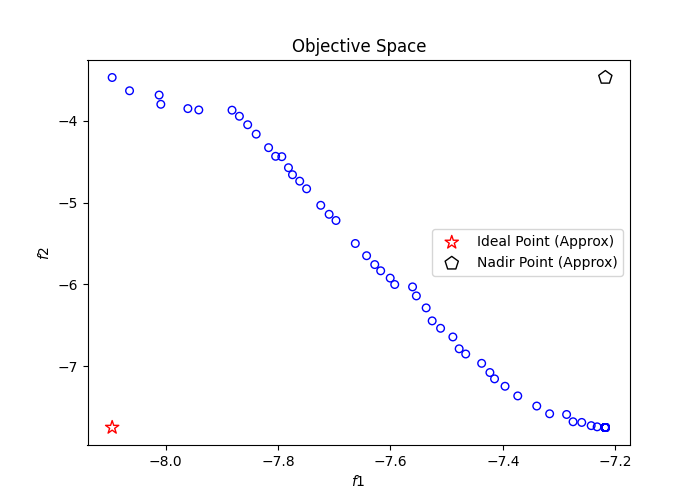 Objective Space
−4
−5
−6
−7
f2
Ideal Point (Approx)
Nadir Point (Approx)
−8.0
−7.8
−7.6
−7.4
−7.2
f1